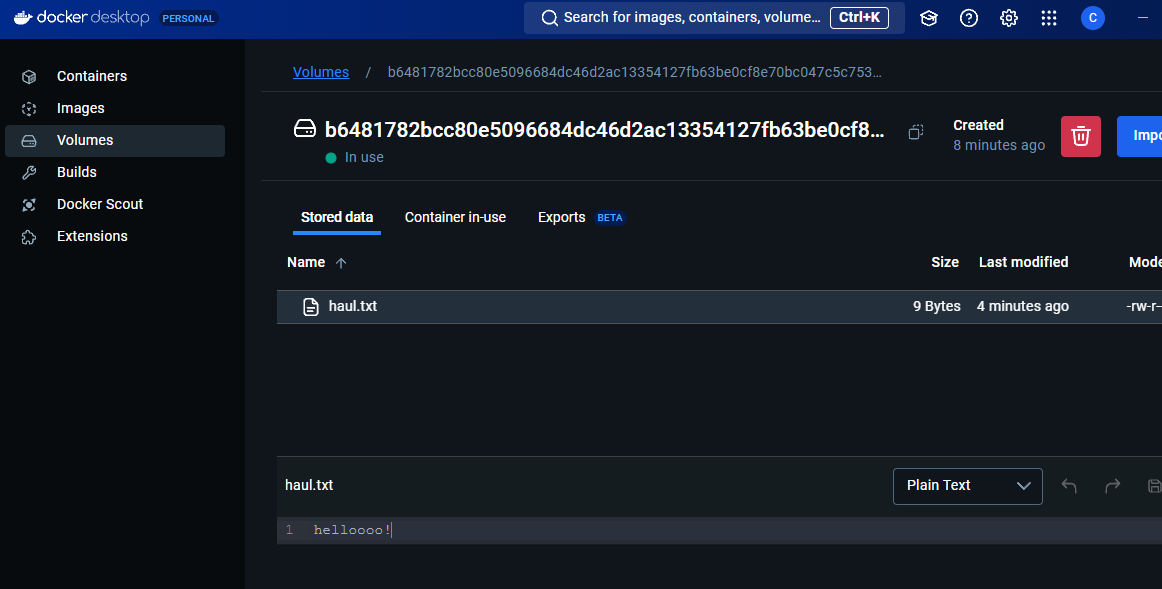 docker desktop PERSONAL
Search for images, containers, volume... Ctrl+K
C
Containers
Images
Volumes
Builds
Docker Scout
Extensions
Volumes / b6481782bcc80e5096684dc46d2ac13354127fb63be0cf8e70bc047c5c753...
b6481782bcc80e5096684dc46d2ac13354127fb63be0cf8...
In use
Created
8 minutes ago
Impo
Stored data Container in-use Exports BETA
Name Size Last modified Mode
haul.txt 9 Bytes 4 minutes ago -rw-r--
haul.txt Plain Text
1 helloooo!